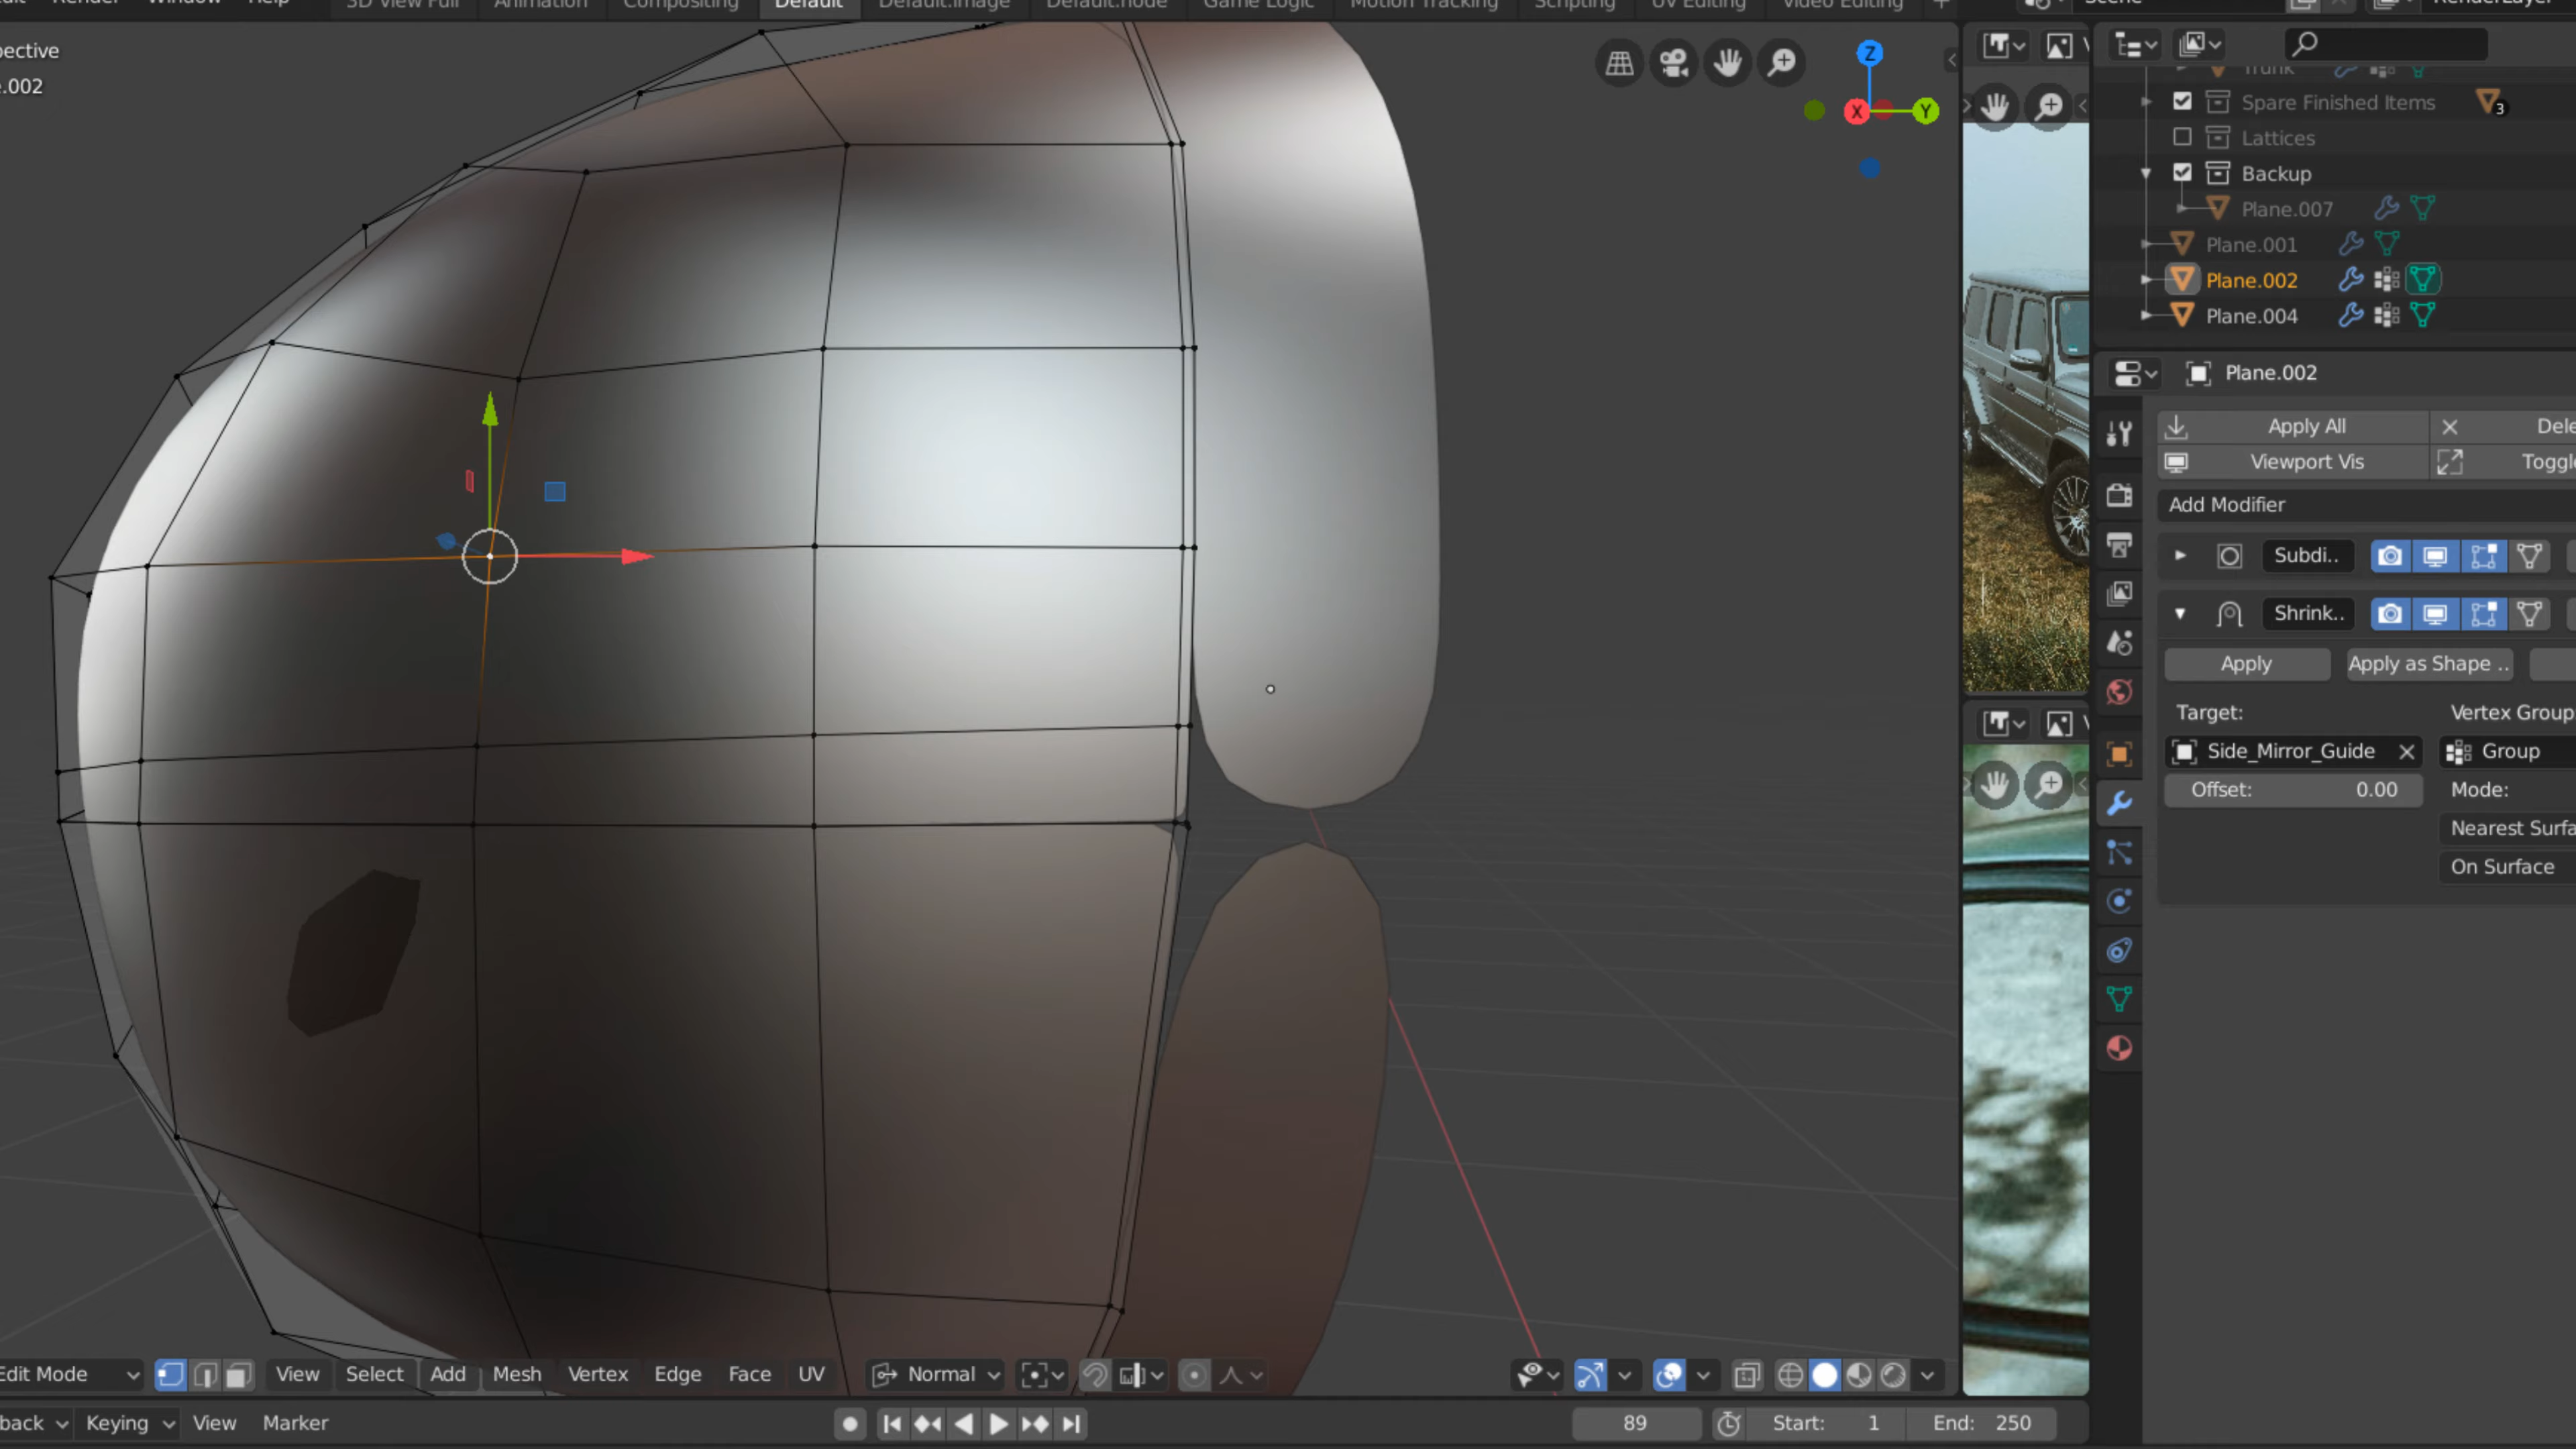 3D View Full Animation Compositing Default Default.image Default.node Game Logic Motion Tracking Scripting UV Editing Video Editing +
Scene
RenderLayer
.002
Z
X
Y
Trunk
Spare Finished Items 3
Lattices
Backup
Plane.007
Plane.001
Plane.002
Plane.004
Plane.002
Apply All
Viewport Vis
Add Modifier
Subdi..
Shrink..
Apply Apply as Shape ..
Target: Vertex Group
Side_Mirror_Guide Group
Offset: 0.00 Mode:
On Surface
Edit Mode View Select Add Mesh Vertex Edge Face UV Normal
Keying View Marker
89 Start: 1 End: 250